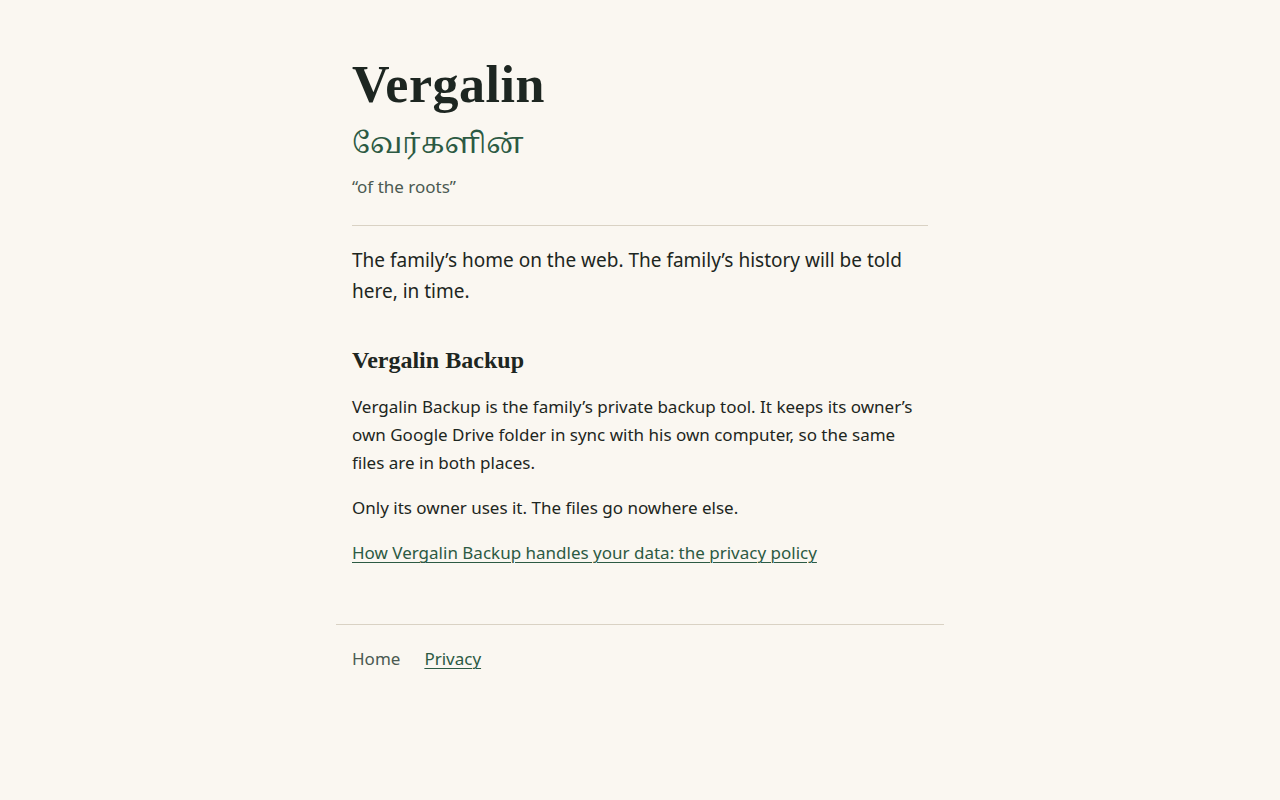 Vergalin
வேர்களின்
“of the roots”
The family’s home on the web. The family’s history will be told
here, in time.
Vergalin Backup
Vergalin Backup is the family’s private backup tool. It keeps its owner’s
own Google Drive folder in sync with his own computer, so the same
files are in both places.
Only its owner uses it. The files go nowhere else.
How Vergalin Backup handles your data: the privacy policy
Home Privacy